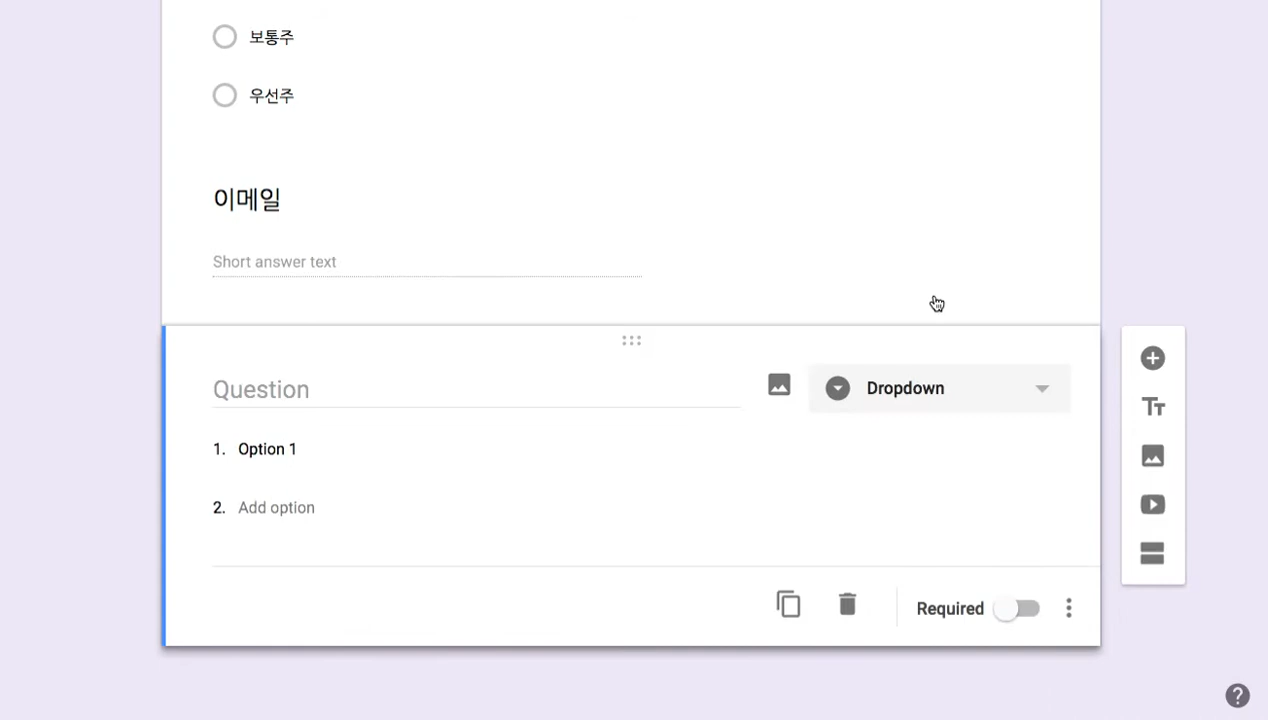 보통주
우선주
이메일
Short answer text
Question
Dropdown
1. Option 1
2. Add option
Required